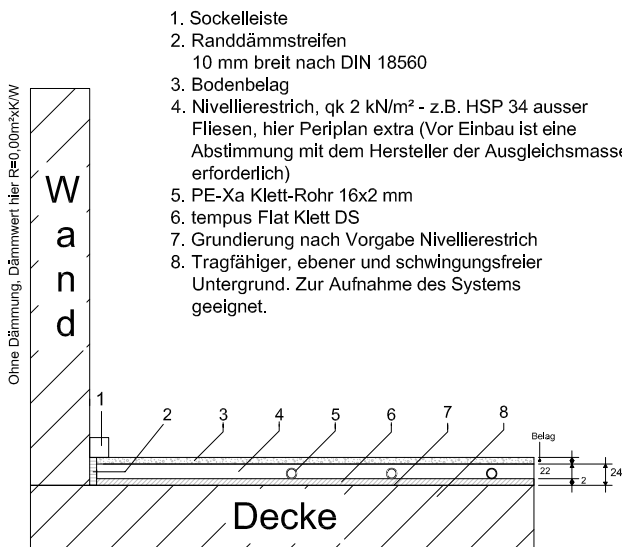 1. Sockelleiste
2. Randdämmstreifen
10 mm breit nach DIN 18560
3. Bodenbelag
4. Nivellierestrich, qk 2 kN/m² - z.B. HSP 34 ausser
Fliesen, hier Periplan extra (Vor Einbau ist eine
Abstimmung mit dem Hersteller der Ausgleichsmasse
erforderlich)
5. PE-Xa Klett-Rohr 16x2 mm
6. tempus Flat Klett DS
7. Grundierung nach Vorgabe Nivellierestrich
8. Tragfähiger, ebener und schwingungsfreier
Untergrund. Zur Aufnahme des Systems
geeignet.
Ohne Dämmung, Dämmwert hier R=0,00m²xK/W
Wand
1
2 3 4 5 6 7 8
Belag
22 24
2
Decke